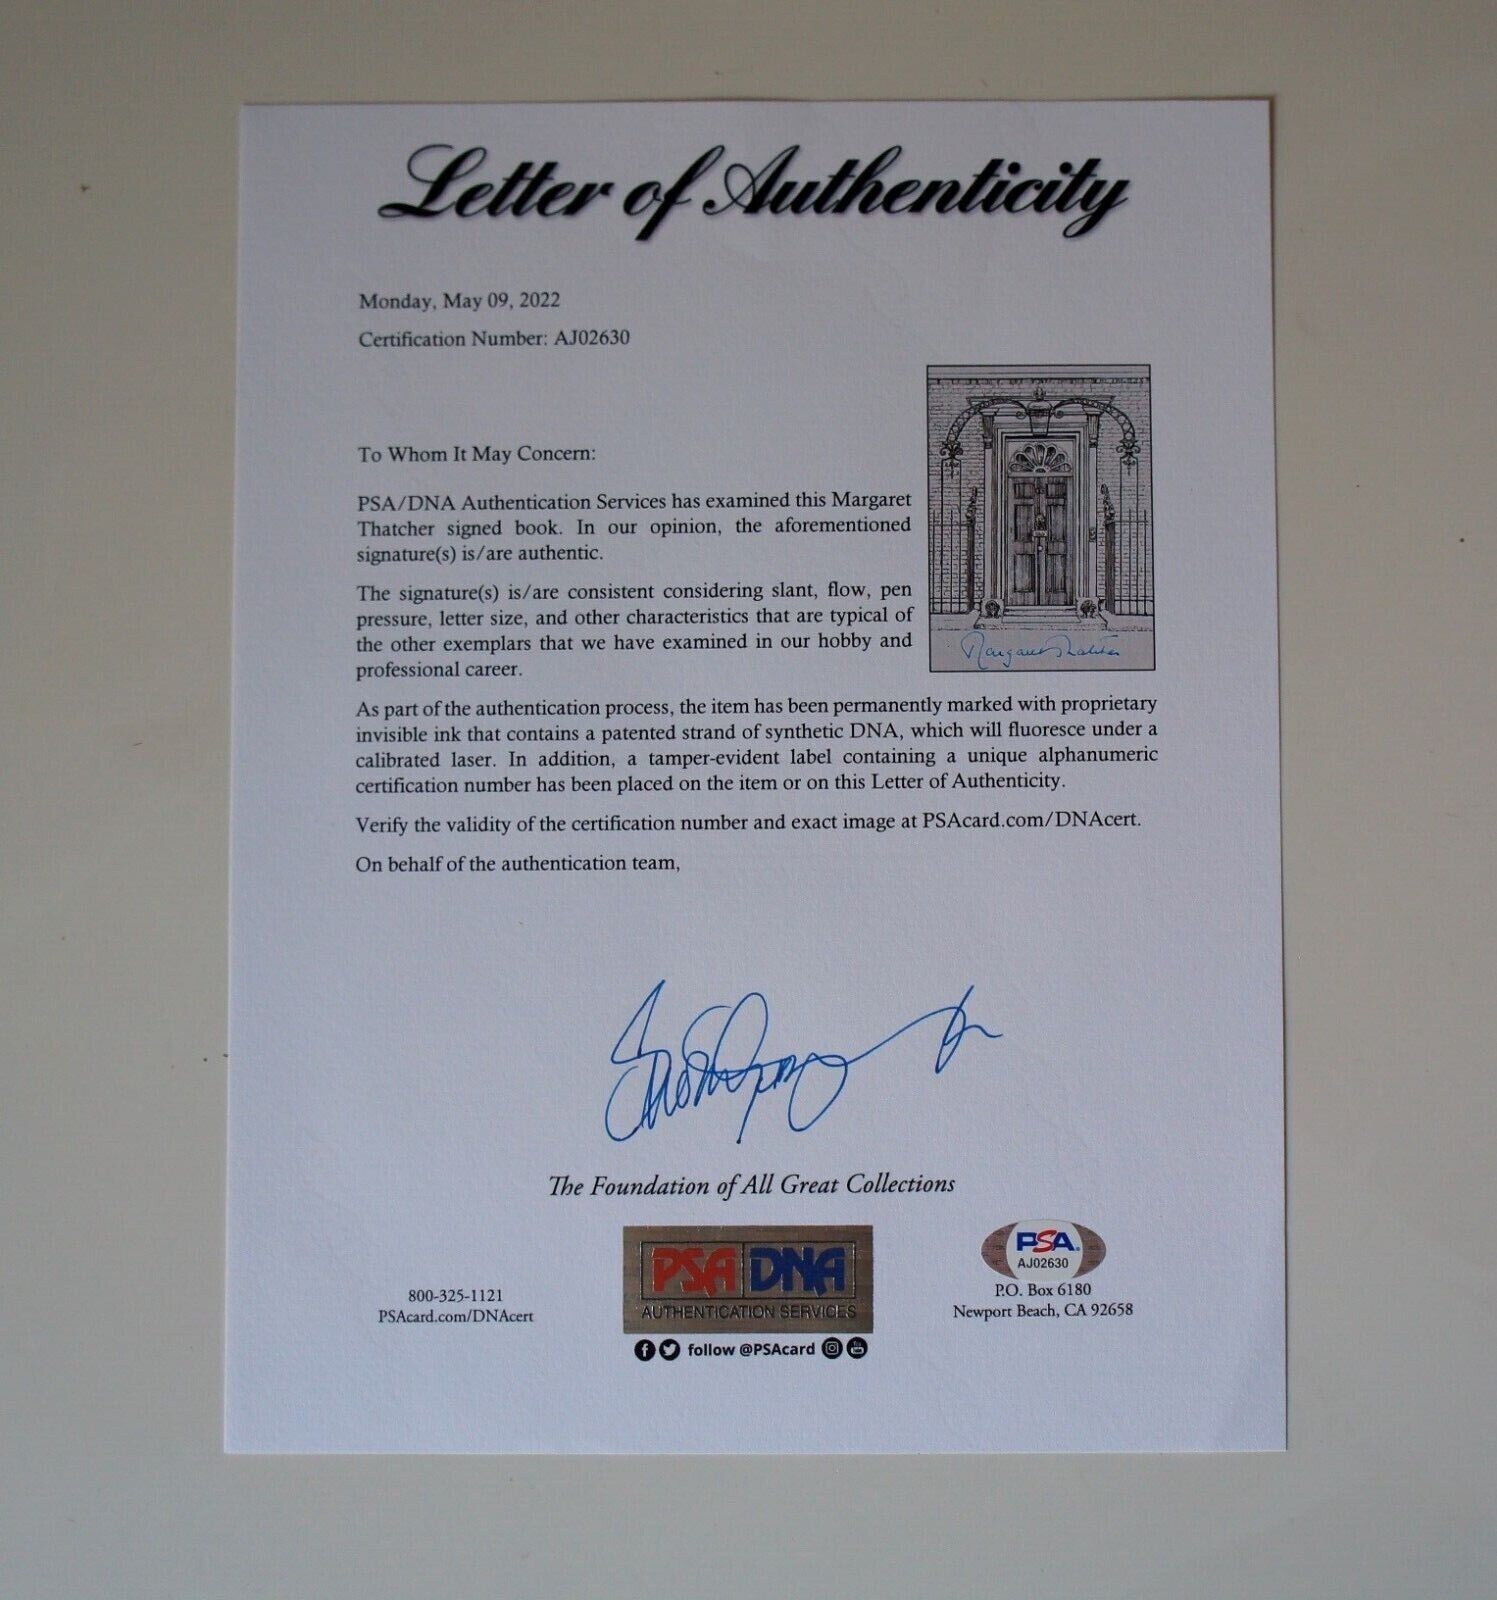 Letter of Authenticity
Monday, May 09, 2022
Certification Number: AJ02630
To Whom It May Concern:
PSA/DNA Authentication Services has examined this Margaret
Thatcher signed book. In our opinion, the aforementioned
signature(s) is/are authentic.
The signature(s) is/are consistent considering slant, flow, pen
pressure, letter size, and other characteristics that are typical of
the other exemplars that we have examined in our hobby and
professional career.
Margaret Thatcher
As part of the authentication process, the item has been permanently marked with proprietary
invisible ink that contains a patented strand of synthetic DNA, which will fluoresce under a
calibrated laser. In addition, a tamper-evident label containing a unique alphanumeric
certification number has been placed on the item or on this Letter of Authenticity.
Verify the validity of the certification number and exact image at PSAcard.com/DNAcert.
On behalf of the authentication team,
The Foundation of All Great Collections
800-325-1121
PSAcard.com/DNAcert
PSA DNA
AUTHENTICATION SERVICES
follow @PSAcard
PSA
AJ02630
P.O. Box 6180
Newport Beach, CA 92658